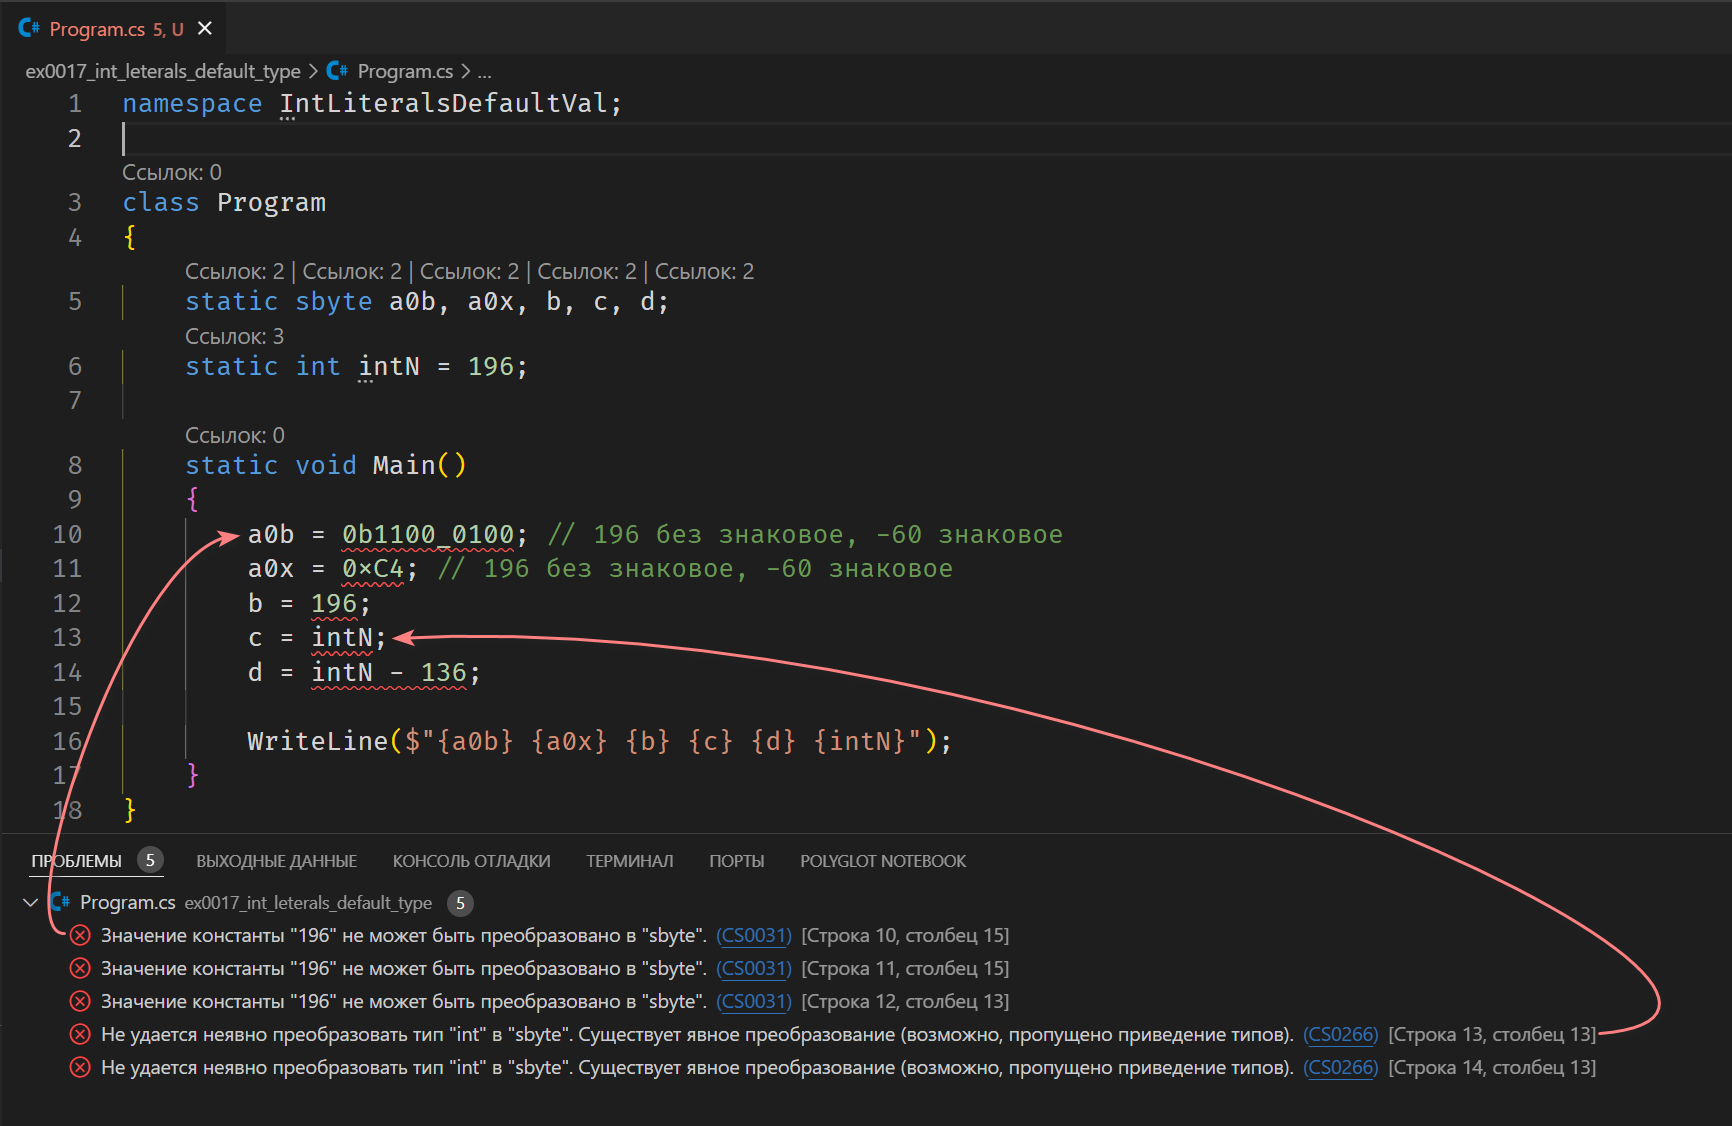 Program.cs 5, U
ex0017_int_leterals_default_type > Program.cs > ...
1 namespace IntLiteralsDefaultVal;
2
Ссылок: 0
3 class Program
4 {
Ссылок: 2 | Ссылок: 2 | Ссылок: 2 | Ссылок: 2 | Ссылок: 2
5 static sbyte a0b, a0x, b, c, d;
Ссылок: 3
6 static int intN = 196;
7
Ссылок: 0
8 static void Main()
9 {
10 a0b = 0b1100_0100; // 196 без знаковое, -60 знаковое
11 a0x = 0×C4; // 196 без знаковое, -60 знаковое
12 b = 196;
13 c = intN;
14 d = intN - 136;
15
16 WriteLine($"{a0b} {a0x} {b} {c} {d} {intN}");
17 }
18 }
ПРОБЛЕМЫ 5 ВЫХОДНЫЕ ДАННЫЕ КОНСОЛЬ ОТЛАДКИ ТЕРМИНАЛ ПОРТЫ POLYGLOT NOTEBOOK
Program.cs ex0017_int_leterals_default_type 5
Значение константы "196" не может быть преобразовано в "sbyte". (CS0031) [Строка 10, столбец 15]
Значение константы "196" не может быть преобразовано в "sbyte". (CS0031) [Строка 11, столбец 15]
Значение константы "196" не может быть преобразовано в "sbyte". (CS0031) [Строка 12, столбец 13]
Не удается неявно преобразовать тип "int" в "sbyte". Существует явное преобразование (возможно, пропущено приведение типов). (CS0266) [Строка 13, столбец 13]
Не удается неявно преобразовать тип "int" в "sbyte". Существует явное преобразование (возможно, пропущено приведение типов). (CS0266) [Строка 14, столбец 13]